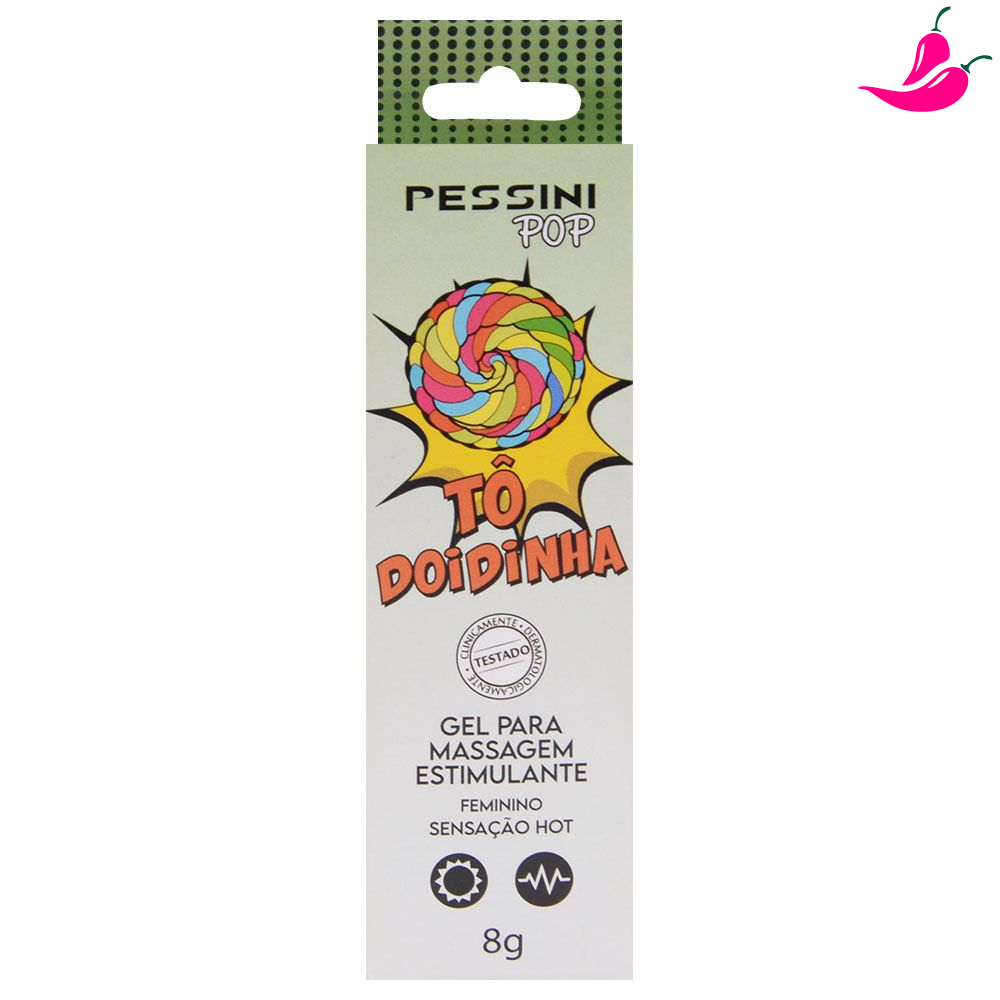 PESSINI
POP
TÔ
DOiDiNHA
CLINICAMENTE • DERMATOLOGICAMENTE •
TESTADO
GEL PARA
MASSAGEM
ESTIMULANTE
FEMININO
SENSAÇÃO HOT
8g